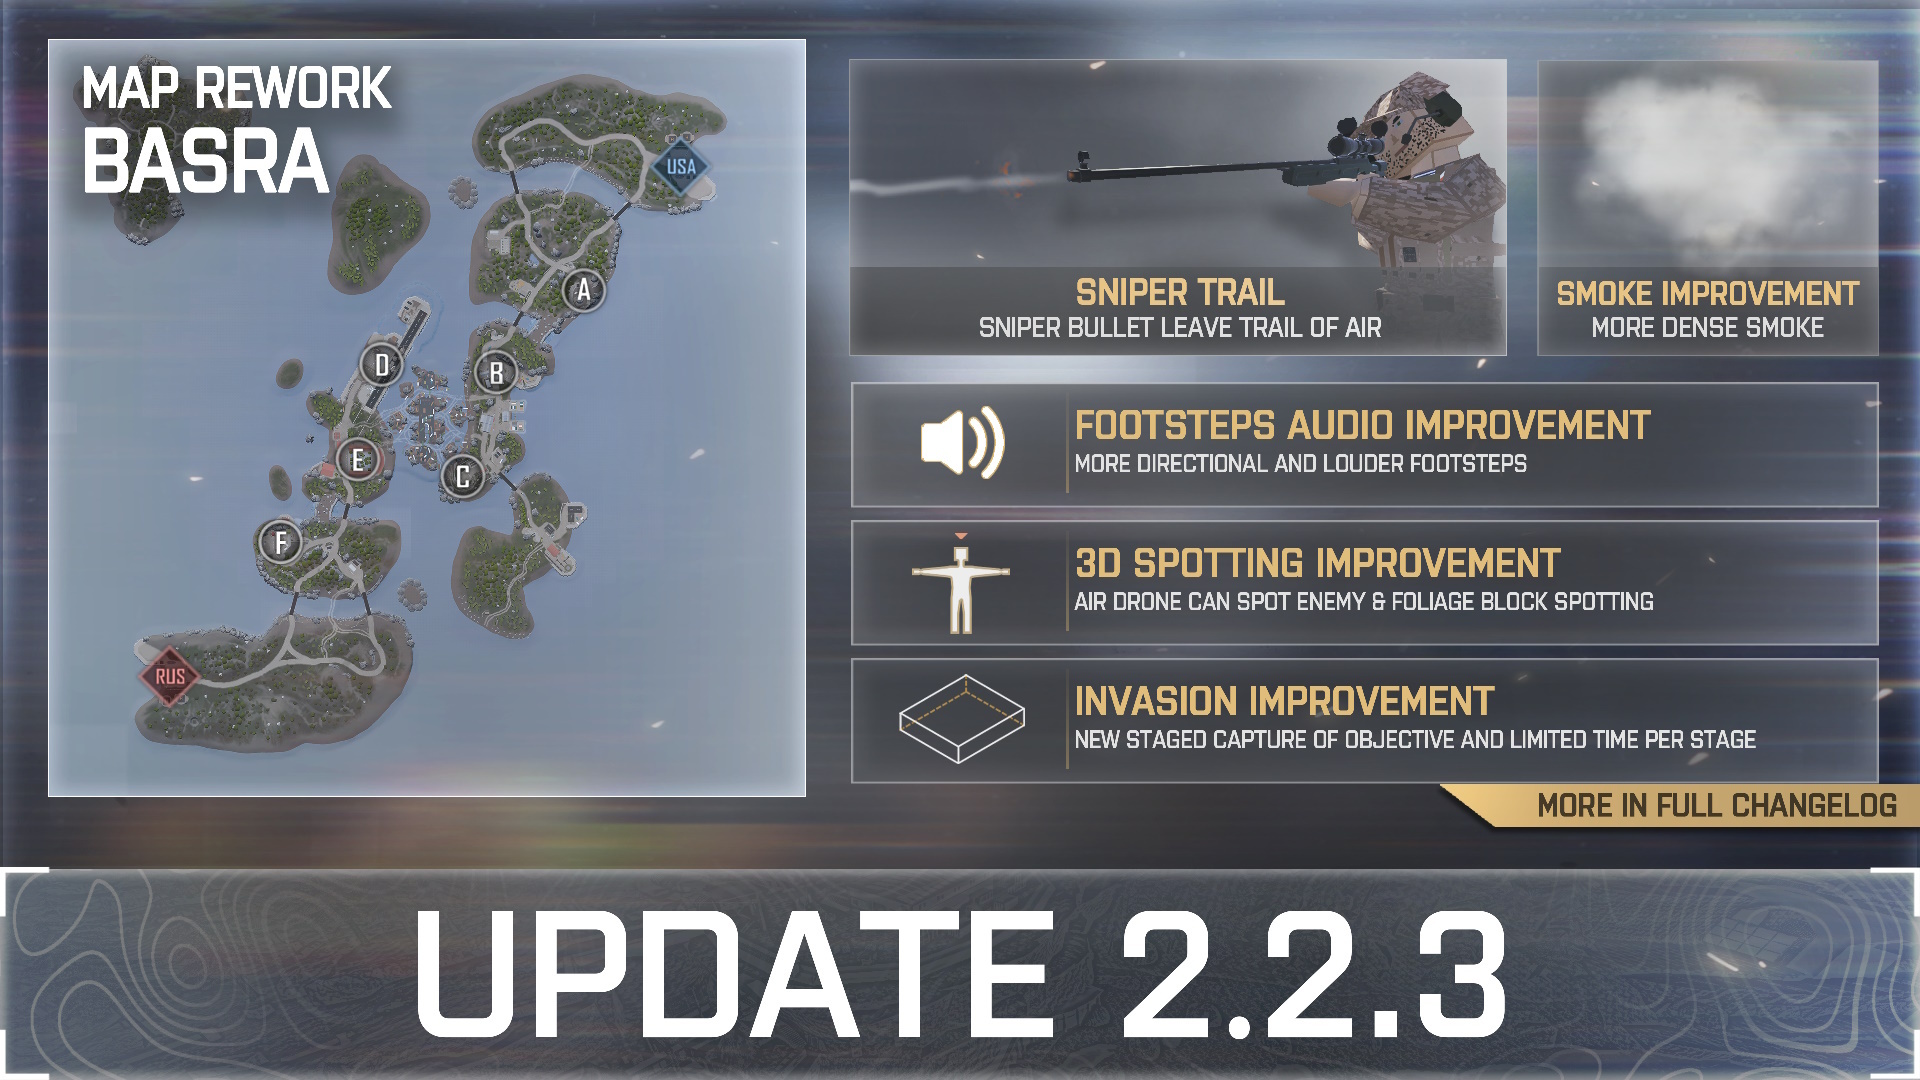 MAP REWORK
BASRA
USA
A
D
B
E
C
F
RUS
SNIPER TRAIL
SNIPER BULLET LEAVE TRAIL OF AIR
SMOKE IMPROVEMENT
MORE DENSE SMOKE
FOOTSTEPS AUDIO IMPROVEMENT
MORE DIRECTIONAL AND LOUDER FOOTSTEPS
3D SPOTTING IMPROVEMENT
AIR DRONE CAN SPOT ENEMY & FOLIAGE BLOCK SPOTTING
INVASION IMPROVEMENT
NEW STAGED CAPTURE OF OBJECTIVE AND LIMITED TIME PER STAGE
MORE IN FULL CHANGELOG
UPDATE 2.2.3